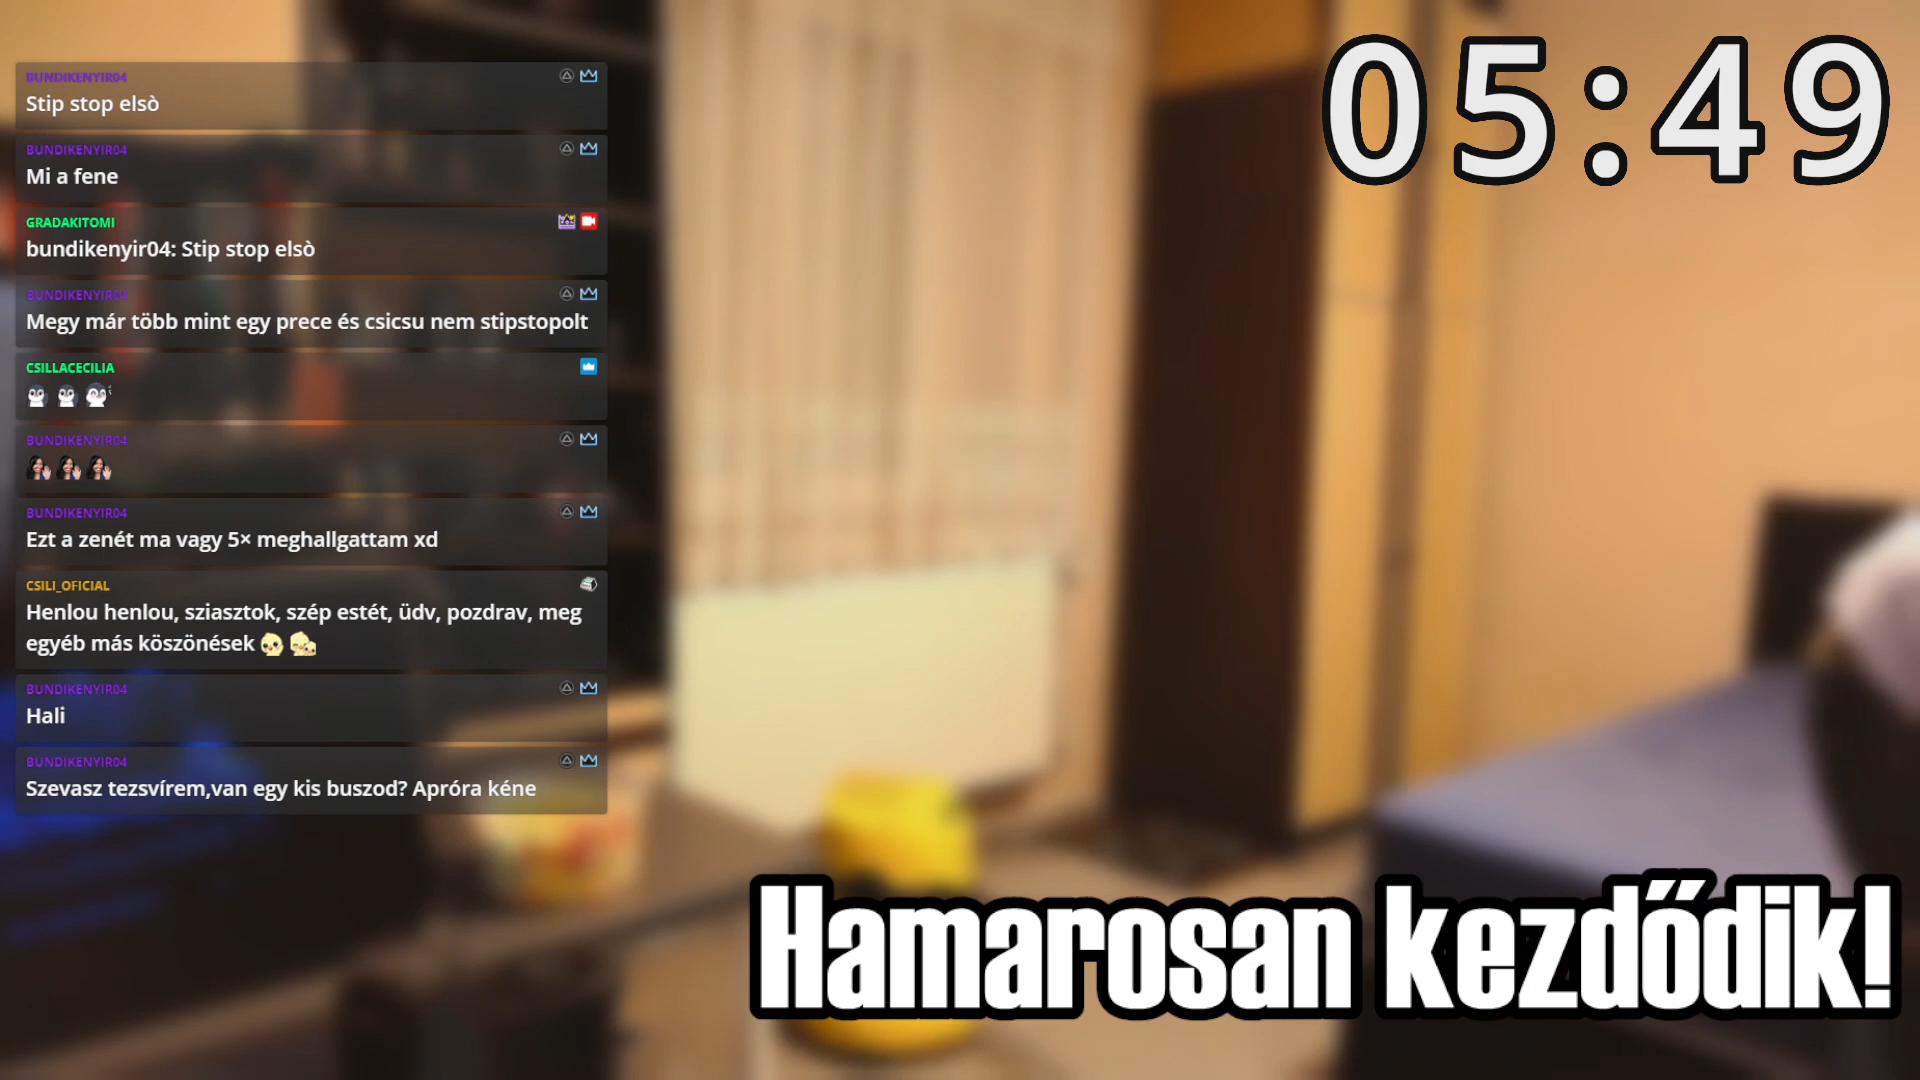 05:49
BUNDIKENYIR04
Stip stop elsò
BUNDIKENYIR04
Mi a fene
GRADAKITOMI
bundikenyir04: Stip stop elsò
BUNDIKENYIR04
Megy már több mint egy prece és csicsu nem stipstopolt
CSILLACECILIA
BUNDIKENYIR04
BUNDIKENYIR04
Ezt a zenét ma vagy 5× meghallgattam xd
CSILI_OFICIAL
Henlou henlou, sziasztok, szép estét, üdv, pozdrav, meg
egyéb más köszönések
BUNDIKENYIR04
Hali
BUNDIKENYIR04
Szevasz tezsvírem,van egy kis buszod? Apróra kéne
Hamarosan kezdődik!